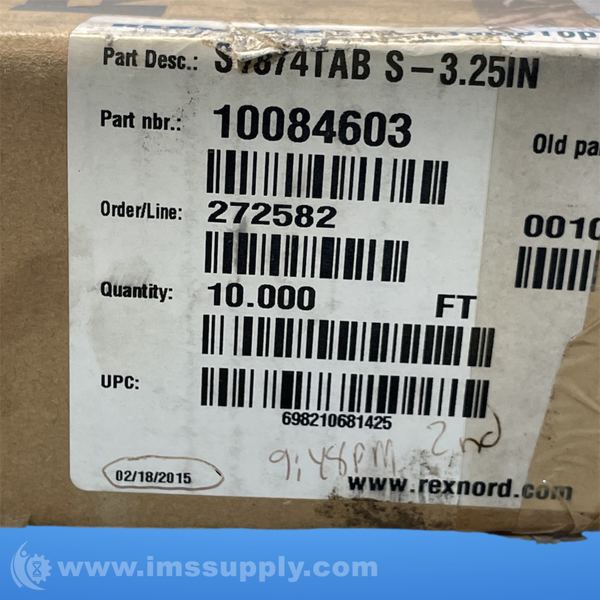 Part Desc.: S 8741AB S-3.25IN
Part nbr.: 10084603
Old pa
Order/Line: 272582
0010
Quantity: 10.000 FT
UPC:
698210681425
9:48PM 2nd
02/18/2015
www.rexnord.com
www.imssupply.com